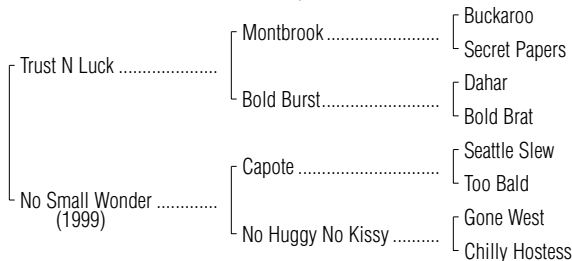 Buckaroo
Montbrook ........................
Secret Papers
Trust N Luck .....................
Dahar
Bold Burst.........................
Bold Brat
Seattle Slew
Capote ..............................
Too Bald
No Small Wonder .............
(1999)
Gone West
No Huggy No Kissy ..........
Chilly Hostess